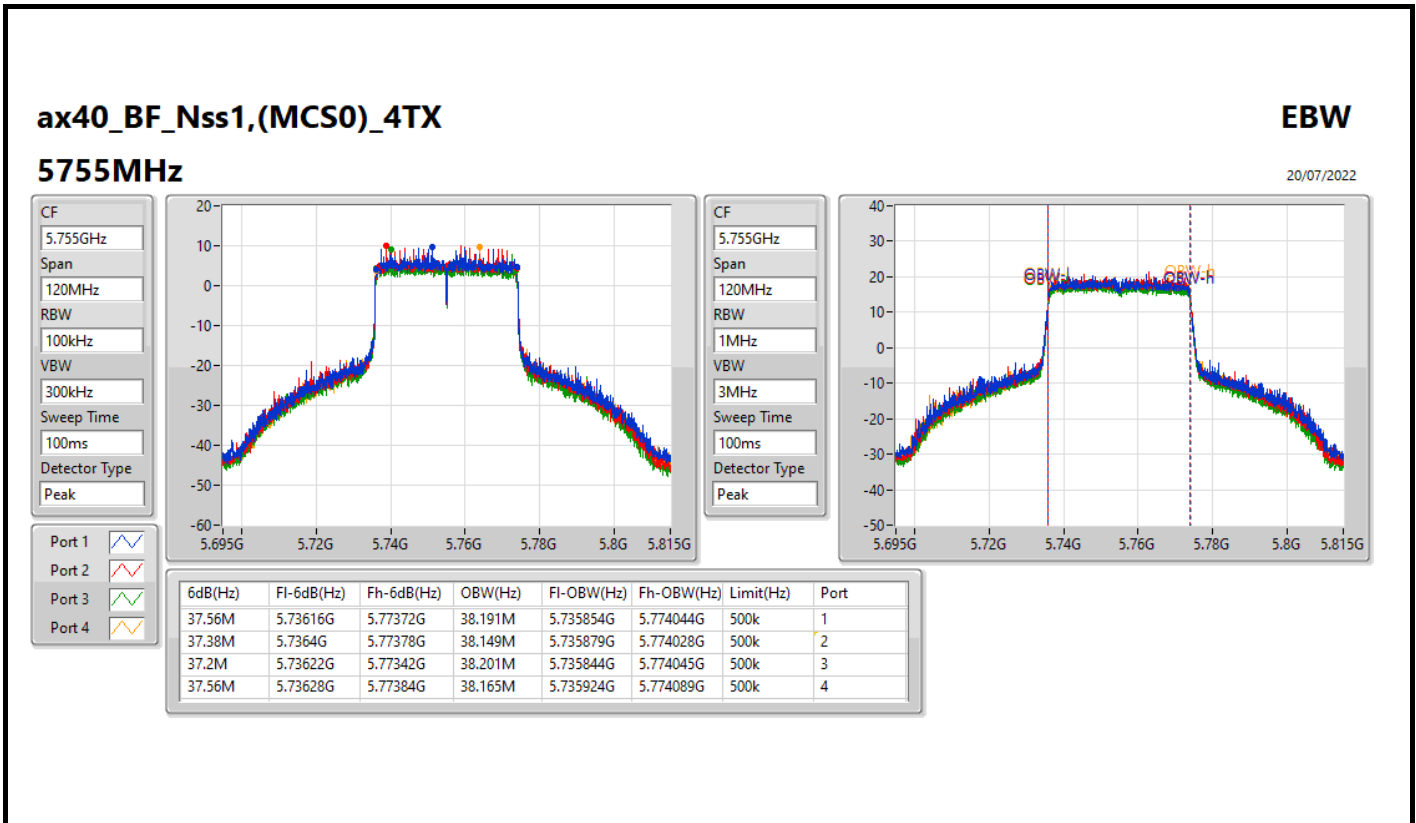 ax40_BF_Nss1,(MCS0)_4TX
EBW
5755MHz
20/07/2022
CF
5.755GHz
Span
120MHz
RBW
100kHz
VBW
300kHz
Sweep Time
100ms
Detector Type
Peak
20
10
0
-10
-20
-30
-40
-50
-60
5.695G 5.72G 5.74G 5.76G 5.78G 5.8G 5.815G
CF
5.755GHz
Span
120MHz
RBW
1MHz
VBW
3MHz
Sweep Time
100ms
Detector Type
Peak
40
30
20
10
0
-10
-20
-30
-40
-50
OBW-l OBW-h
5.695G 5.72G 5.74G 5.76G 5.78G 5.8G 5.815G
Port 1
Port 2
Port 3
Port 4
6dB(Hz) Fl-6dB(Hz) Fh-6dB(Hz) OBW(Hz) Fl-OBW(Hz) Fh-OBW(Hz) Limit(Hz) Port
37.56M 5.73616G 5.77372G 38.191M 5.735854G 5.774044G 500k 1
37.38M 5.7364G 5.77378G 38.149M 5.735879G 5.774028G 500k 2
37.2M 5.73622G 5.77342G 38.201M 5.735844G 5.774045G 500k 3
37.56M 5.73628G 5.77384G 38.165M 5.735924G 5.774089G 500k 4